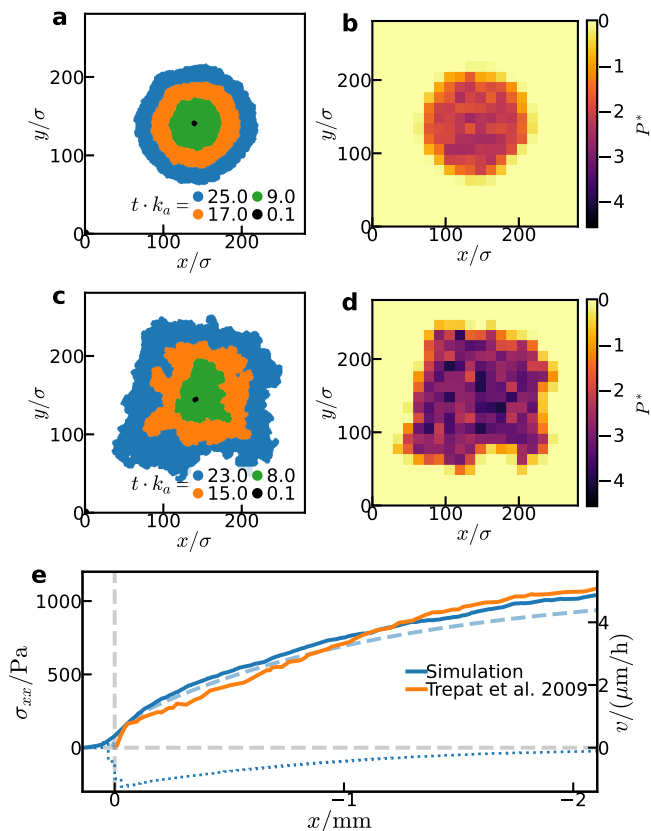 a
200
100
0
y/σ
0
100
200
x/σ
t · k_a =
25.0
9.0
17.0
0.1
b
200
100
0
y/σ
0
100
200
x/σ
0
−1
−2
−3
−4
P*
c
200
100
0
y/σ
0
100
200
x/σ
t · k_a =
23.0
8.0
15.0
0.1
d
200
100
0
y/σ
0
100
200
x/σ
0
−1
−2
−3
−4
P*
e
1000
500
0
σ_xx/Pa
4
2
0
v/(μm/h)
Simulation
Trepat et al. 2009
0
−1
−2
x/mm